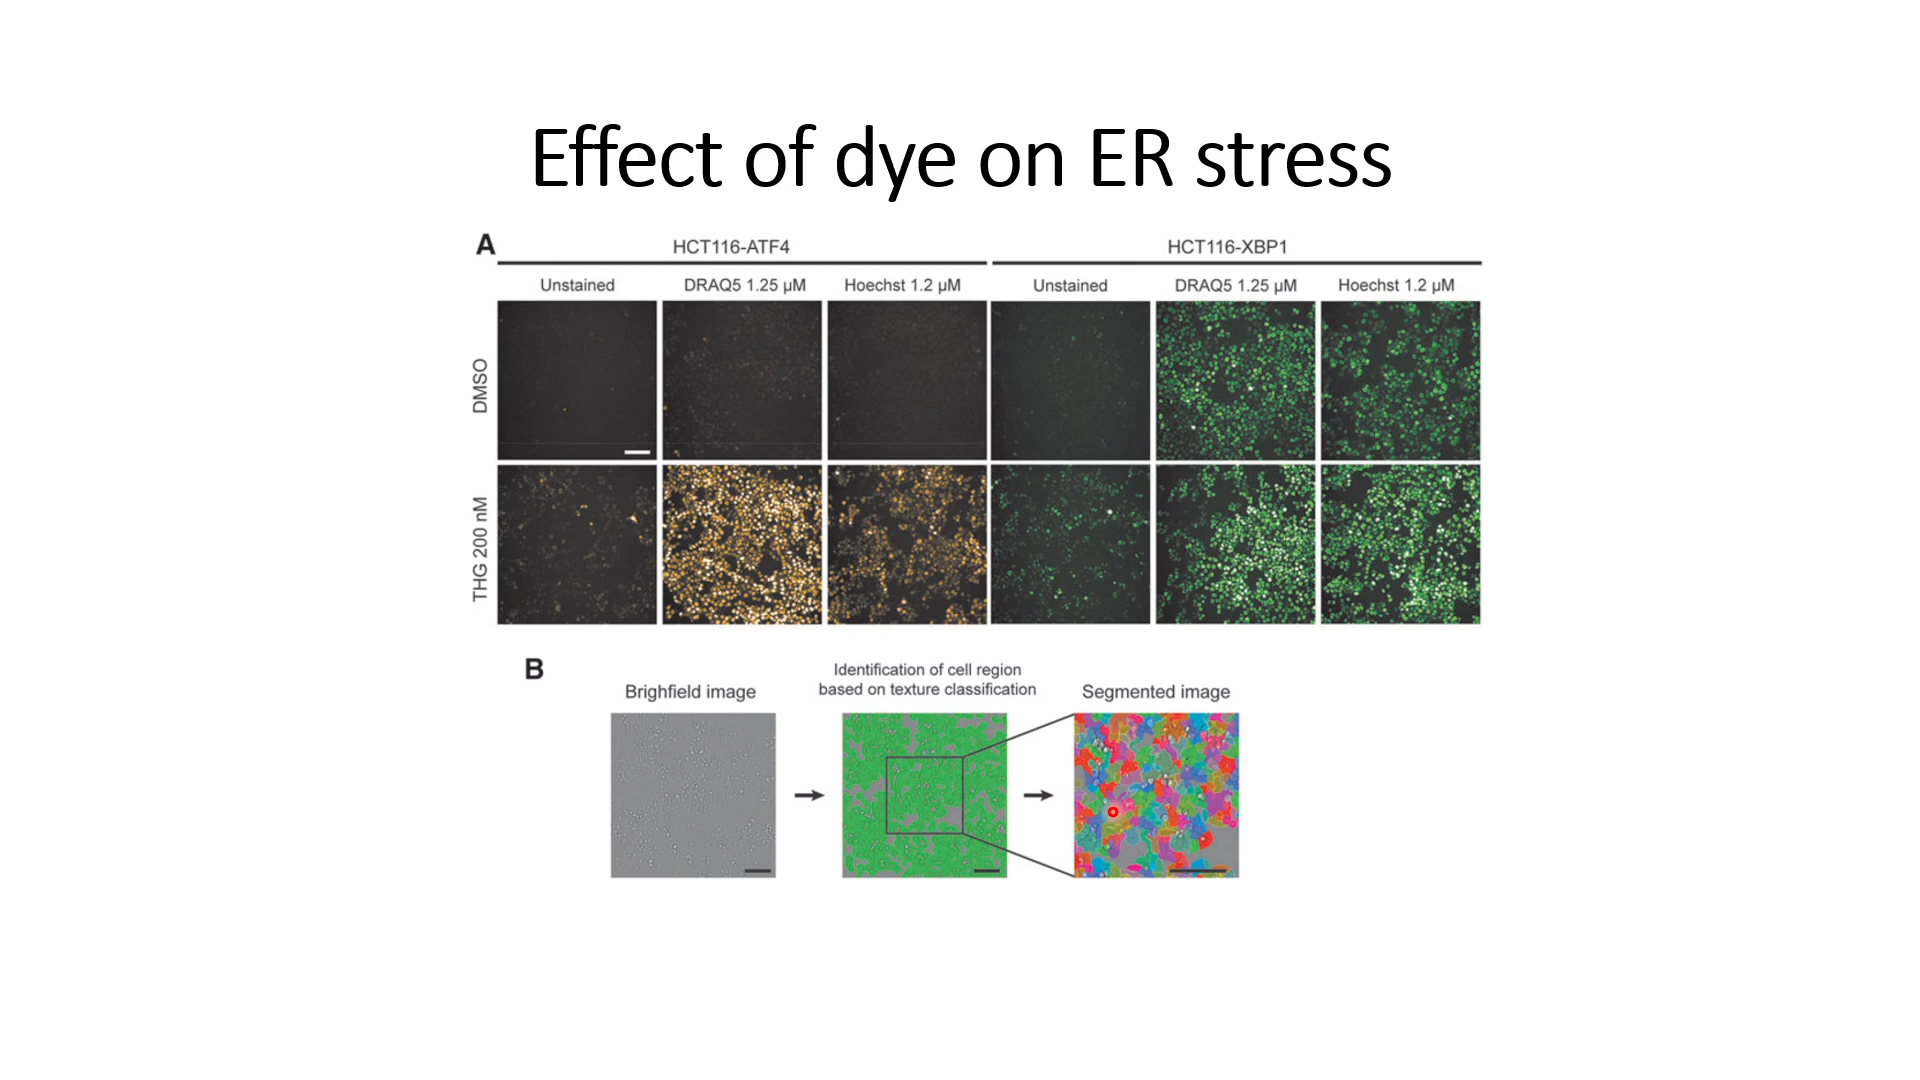 Effect of dye on ER stress
A
HCT116-ATF4
HCT116-XBP1
Unstained
DRAQ5 1.25 µM
Hoechst 1.2 µM
Unstained
DRAQ5 1.25 µM
Hoechst 1.2 µM
DMSO
THG 200 nM
B
Brighfield image
Identification of cell region
based on texture classification
Segmented image